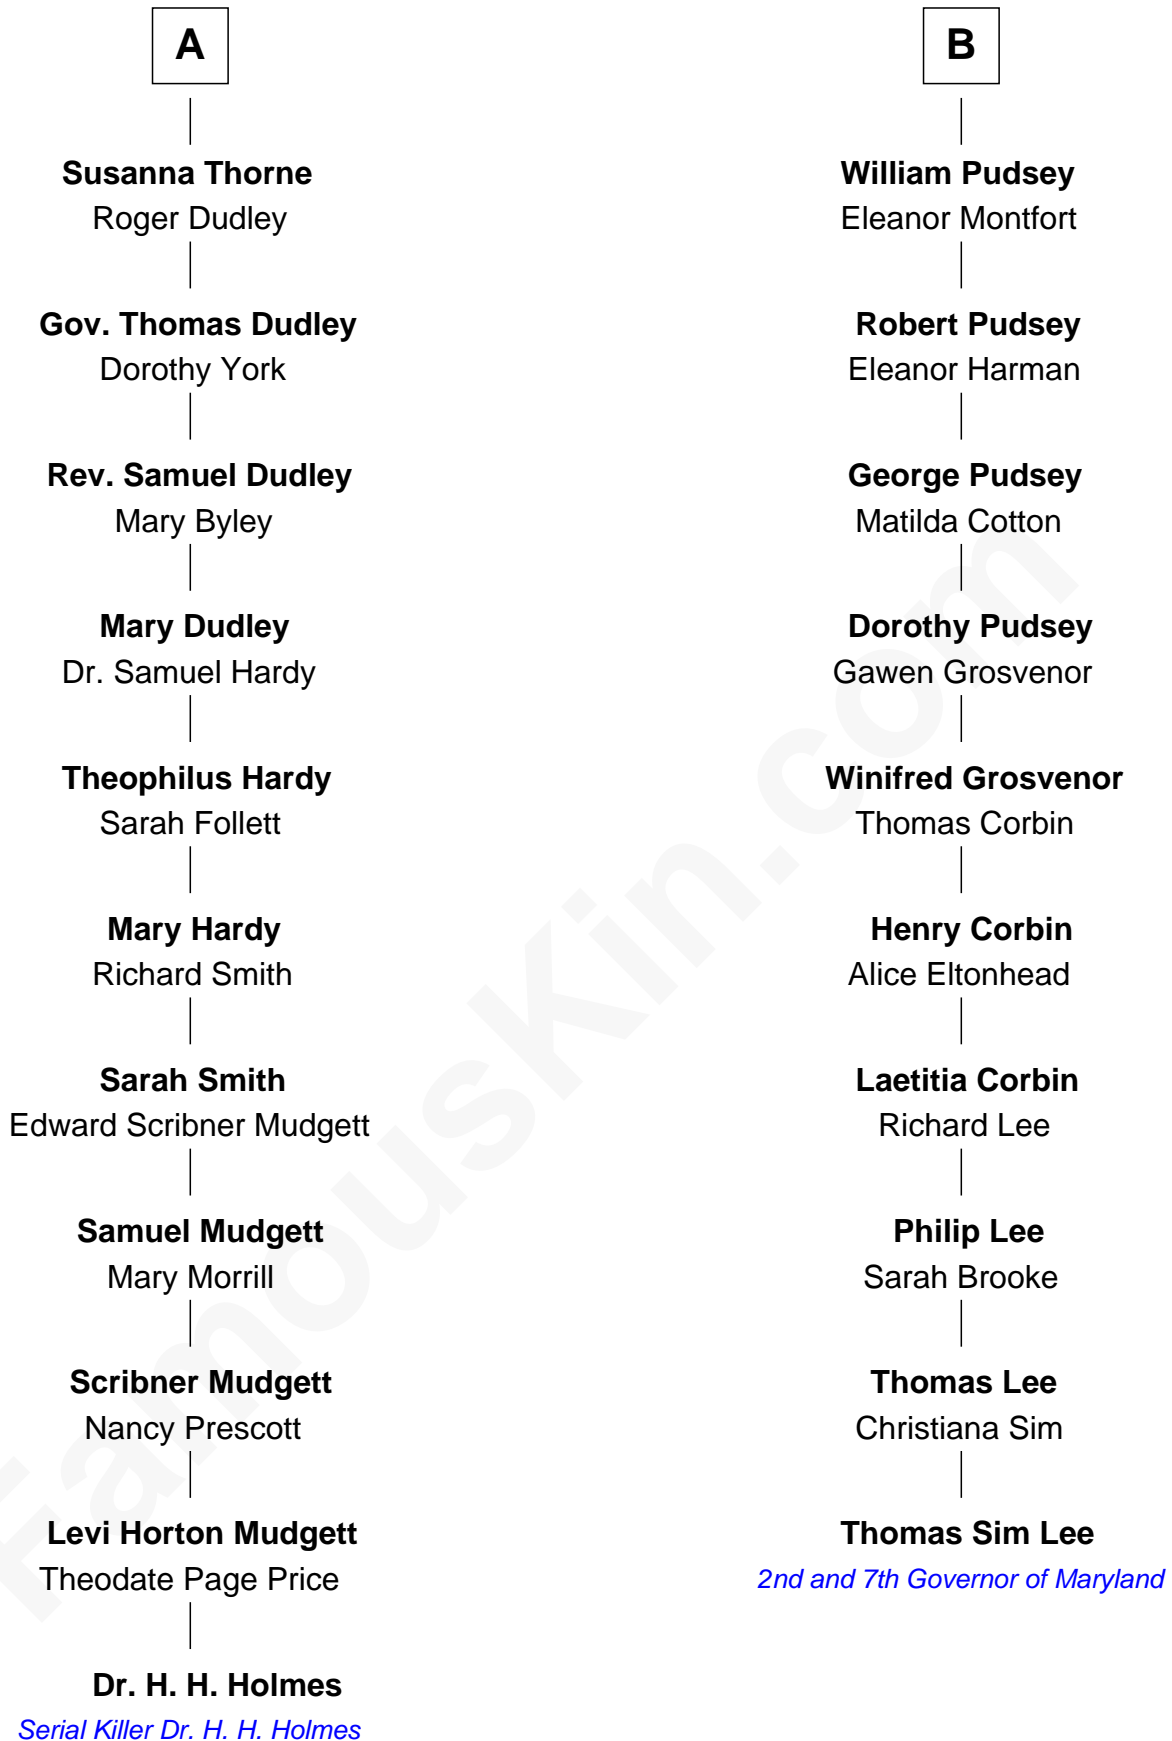 A
Susanna Thorne
Roger Dudley
Gov. Thomas Dudley
Dorothy York
Rev. Samuel Dudley
Mary Byley
Mary Dudley
Dr. Samuel Hardy
Theophilus Hardy
Sarah Follett
Mary Hardy
Richard Smith
Sarah Smith
Edward Scribner Mudgett
Samuel Mudgett
Mary Morrill
Scribner Mudgett
Nancy Prescott
Levi Horton Mudgett
Theodate Page Price
Dr. H. H. Holmes
Serial Killer Dr. H. H. Holmes
B
William Pudsey
Eleanor Montfort
Robert Pudsey
Eleanor Harman
George Pudsey
Matilda Cotton
Dorothy Pudsey
Gawen Grosvenor
Winifred Grosvenor
Thomas Corbin
Henry Corbin
Alice Eltonhead
Laetitia Corbin
Richard Lee
Philip Lee
Sarah Brooke
Thomas Lee
Christiana Sim
Thomas Sim Lee
2nd and 7th Governor of Maryland
FamousKin.com